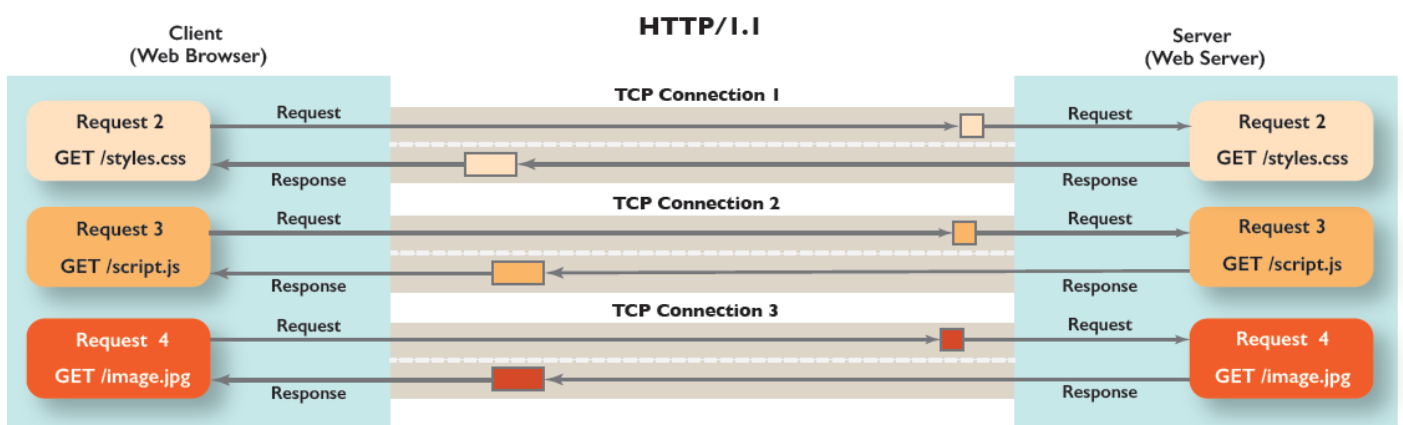 HTTP/1.1
Client
(Web Browser)
Server
(Web Server)
TCP Connection 1
Request 2
GET /styles.css
Request
Response
Request
Response
Request 2
GET /styles.css
TCP Connection 2
Request 3
GET /script.js
Request
Response
Request
Response
Request 3
GET /script.js
TCP Connection 3
Request 4
GET /image.jpg
Request
Response
Request
Response
Request 4
GET /image.jpg